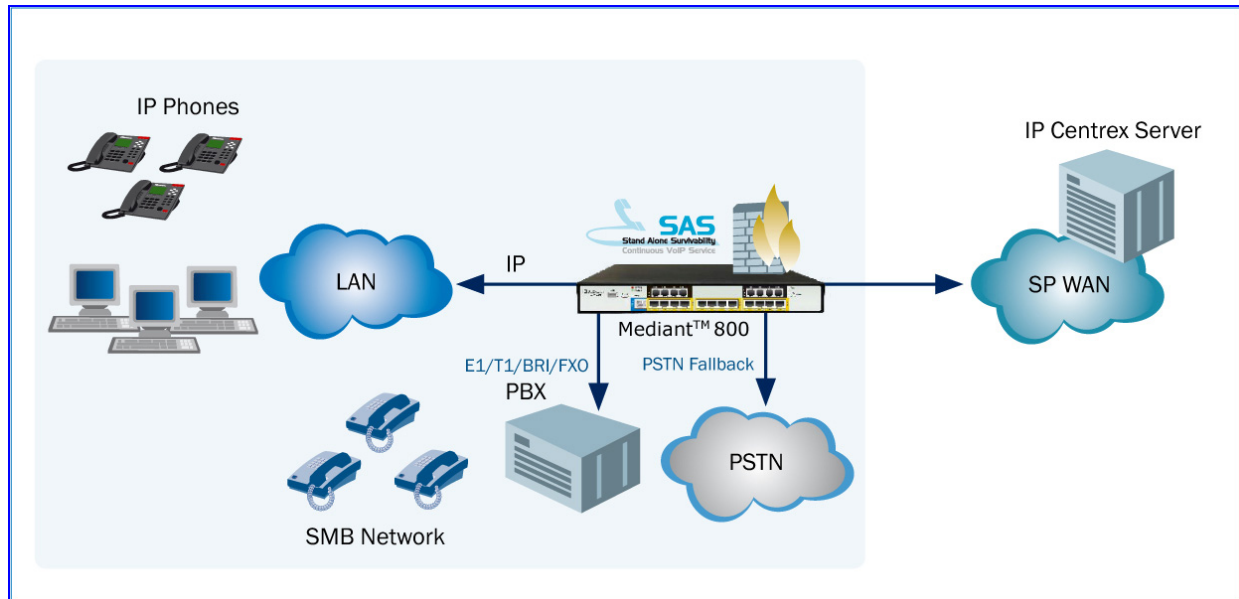 IP Phones
IP Centrex Server
SAS
Stand Alone Survivability
Continuous VoIP Service
LAN
IP
SP WAN
Mediant™ 800
E1/T1/BRI/FXO
PSTN Fallback
PBX
PSTN
SMB Network